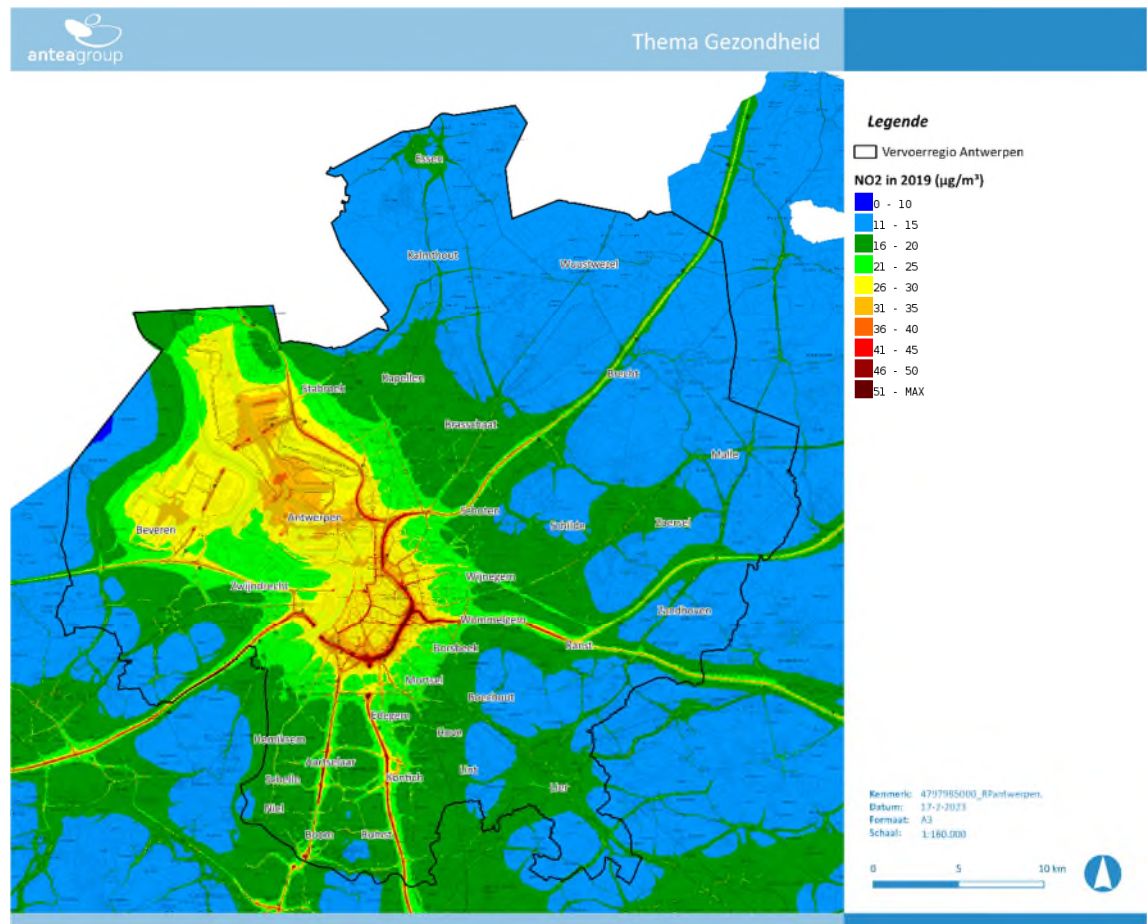 anteagroup
Thema Gezondheid
Legende
Vervoerregio Antwerpen
NO2 in 2019 (µg/m³)
0 - 10
11 - 15
16 - 20
21 - 25
26 - 30
31 - 35
36 - 40
41 - 45
46 - 50
51 - MAX
Essen
Kalmthout
Wuustwezel
Stabroek
Kapellen
Brecht
Brasschaat
Malle
Schoten
Antwerpen
Beveren
Schilde
Zoersel
Zwijndrecht
Wijnegem
Wommelgem
Zandhoven
Borsbeek
Ranst
Mortsel
Boechout
Edegem
Hove
Hemiksem
Aartselaar
Lint
Schelle
Kontich
Lier
Niel
Boom
Rumst
Kenmerk: 4797985000_RPantwerpen.
Datum: 17-2-2023
Formaat: A3
Schaal: 1:160.000
0 5 10 km